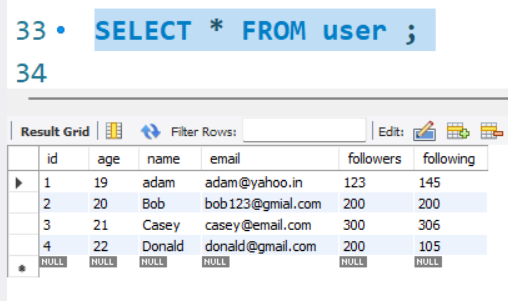 33 SELECT * FROM user ;
34
Result Grid Filter Rows: Edit:
id age name email followers following
1 19 adam adam@yahoo.in 123 145
2 20 Bob bob123@gmial.com 200 200
3 21 Casey casey@email.com 300 306
4 22 Donald donald@gmail.com 200 105
NULL NULL NULL NULL NULL NULL